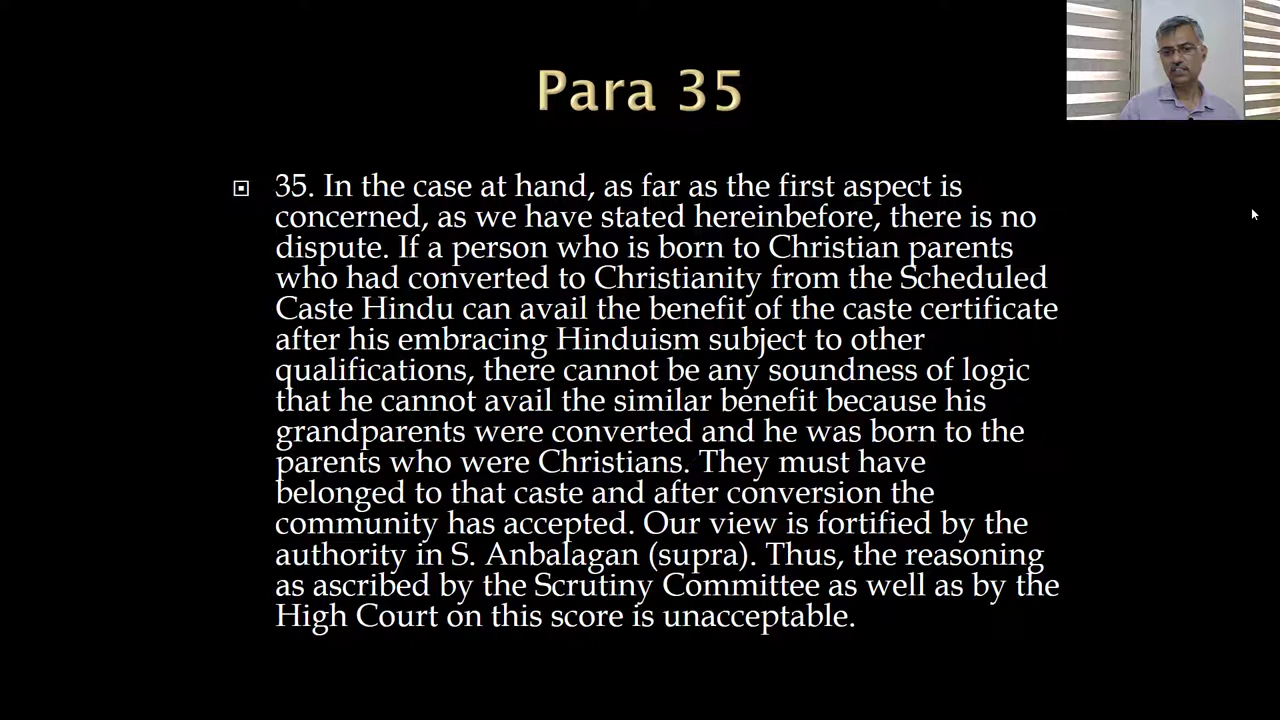 Para 35
35. In the case at hand, as far as the first aspect is
concerned, as we have stated hereinbefore, there is no
dispute. If a person who is born to Christian parents
who had converted to Christianity from the Scheduled
Caste Hindu can avail the benefit of the caste certificate
after his embracing Hinduism subject to other
qualifications, there cannot be any soundness of logic
that he cannot avail the similar benefit because his
grandparents were converted and he was born to the
parents who were Christians. They must have
belonged to that caste and after conversion the
community has accepted. Our view is fortified by the
authority in S. Anbalagan (supra). Thus, the reasoning
as ascribed by the Scrutiny Committee as well as by the
High Court on this score is unacceptable.